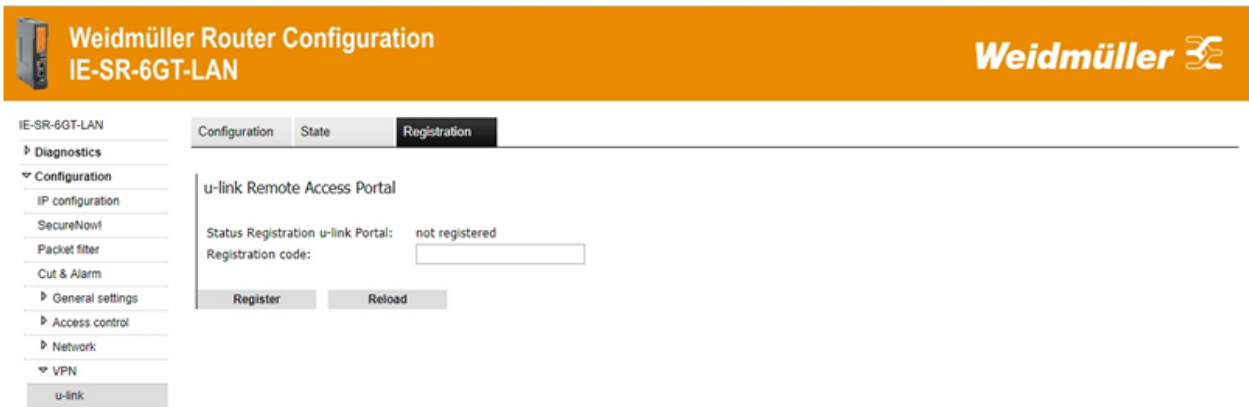 Weidmüller Router Configuration
IE-SR-6GT-LAN
Weidmüller
IE-SR-6GT-LAN
Diagnostics
Configuration
IP configuration
SecureNow!
Packet filter
Cut & Alarm
General settings
Access control
Network
VPN
u-link
Configuration State Registration
u-link Remote Access Portal
Status Registration u-link Portal: not registered
Registration code:
Register Reload